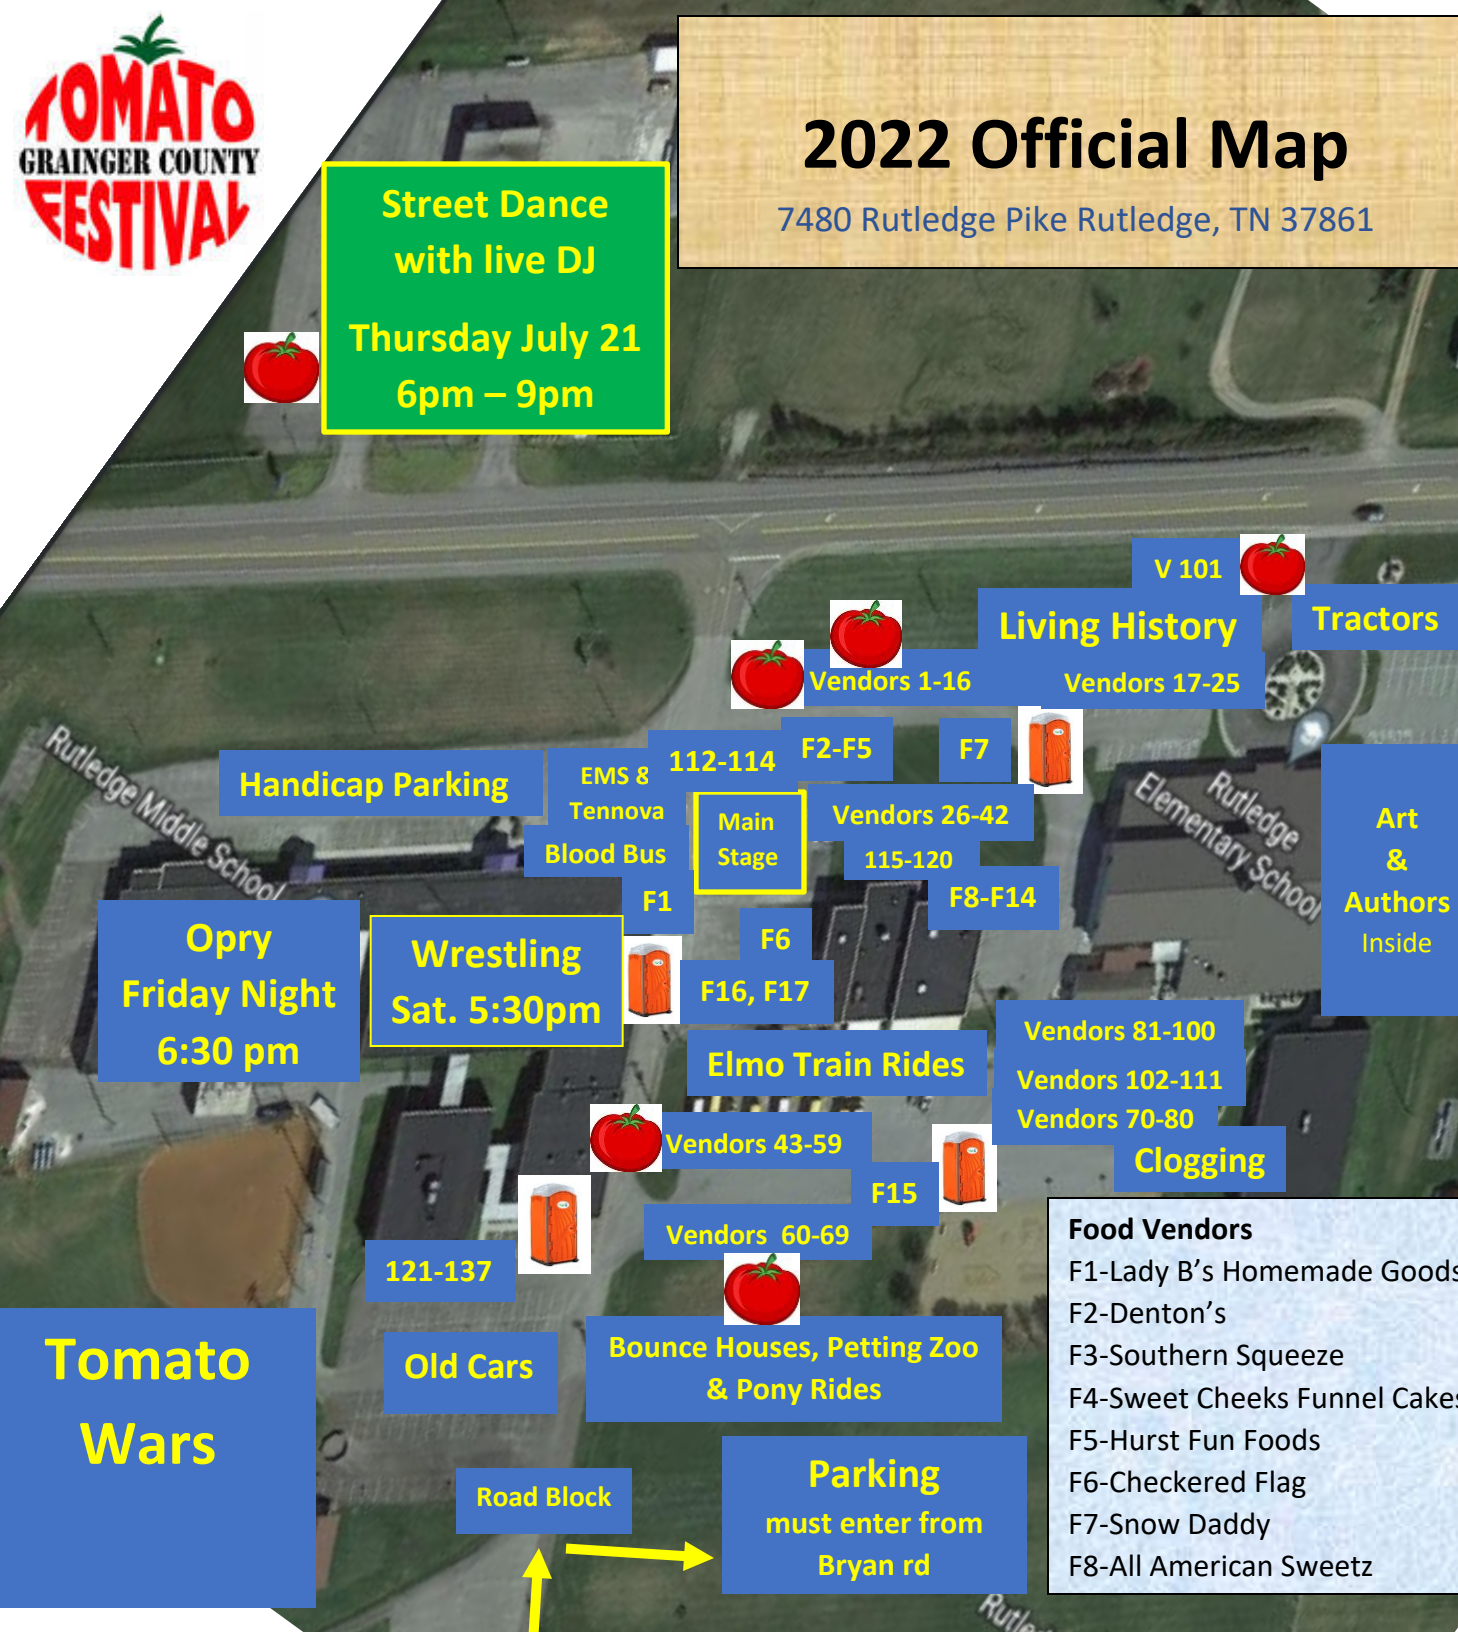 TOMATO
GRAINGER COUNTY
FESTIVAL
2022 Official Map
7480 Rutledge Pike Rutledge, TN 37861
Street Dance
with live DJ
Thursday July 21
6pm – 9pm
V 101
Living History
Tractors
Vendors 1-16
Vendors 17-25
112-114
F2-F5
F7
Handicap Parking
EMS &
Tennova
Main
Stage
Vendors 26-42
Blood Bus
115-120
F1
F8-F14
Rutledge Middle School
Rutledge
Elementary School
Art
&
Authors
Inside
Opry
Friday Night
6:30 pm
Wrestling
Sat. 5:30pm
F6
F16, F17
Elmo Train Rides
Vendors 81-100
Vendors 102-111
Vendors 70-80
Clogging
Vendors 43-59
F15
Vendors 60-69
121-137
Old Cars
Bounce Houses, Petting Zoo
& Pony Rides
Tomato
Wars
Road Block
Parking
must enter from
Bryan rd
Food Vendors
F1-Lady B's Homemade Goods
F2-Denton's
F3-Southern Squeeze
F4-Sweet Cheeks Funnel Cakes
F5-Hurst Fun Foods
F6-Checkered Flag
F7-Snow Daddy
F8-All American Sweetz